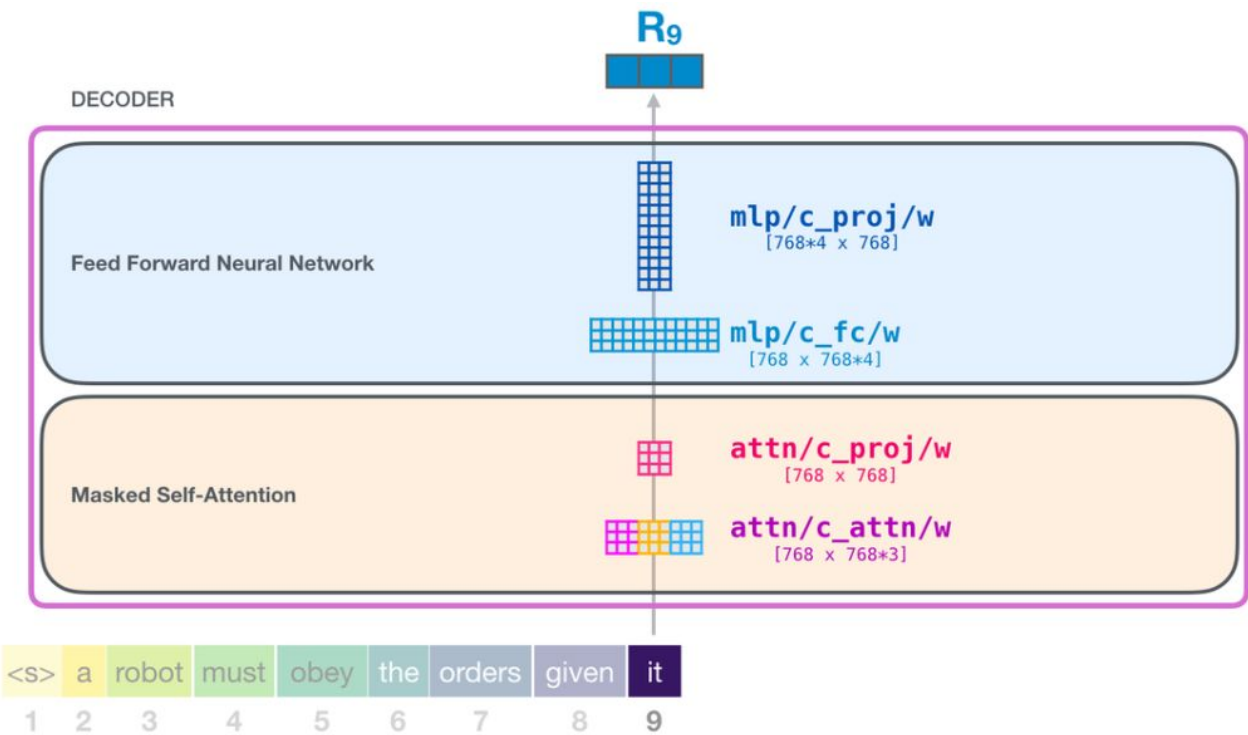 R9
DECODER
mlp/c_proj/w
[768*4 x 768]
Feed Forward Neural Network
mlp/c_fc/w
[768 x 768*4]
attn/c_proj/w
[768 x 768]
Masked Self-Attention
attn/c_attn/w
[768 x 768*3]
<s> a robot must obey the orders given it
1 2 3 4 5 6 7 8 9